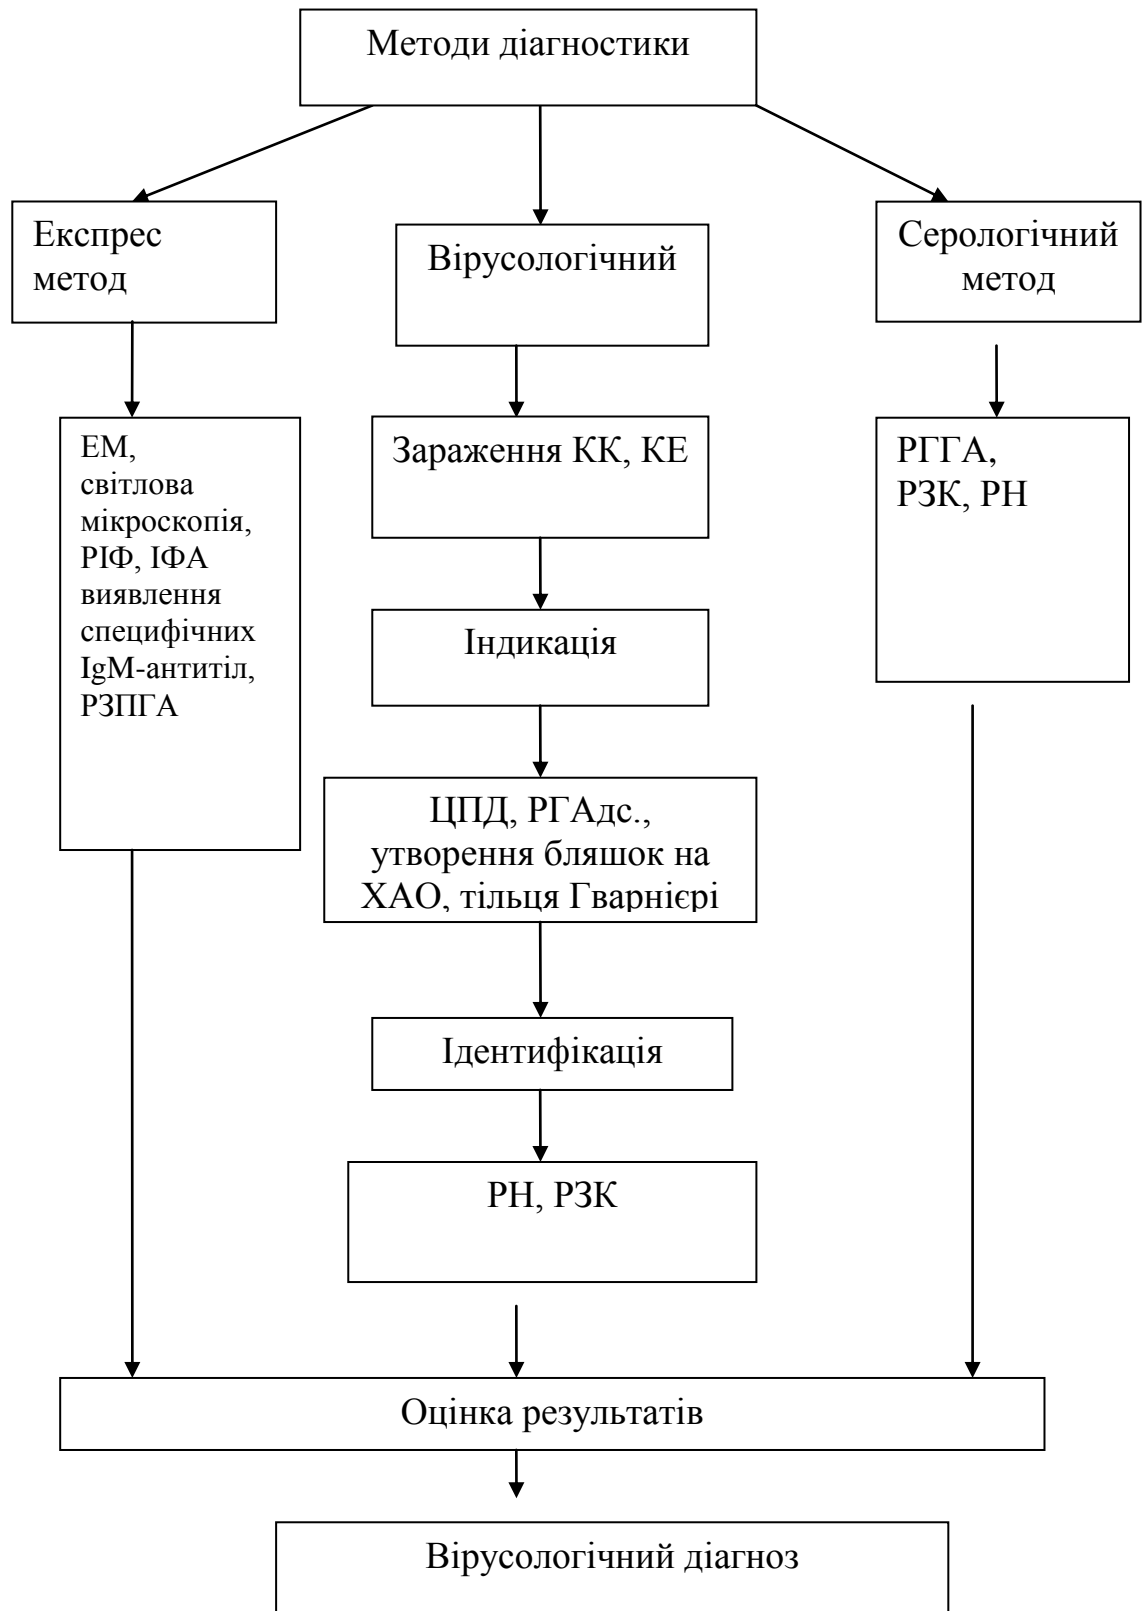 Методи діагностики
Експрес
метод
Вірусологічний
Серологічний
метод
ЕМ,
світлова
мікроскопія,
РІФ, ІФА
виявлення
специфічних
IgM-антитіл,
РЗПГА
Зараження КК, КЕ
РГГА,
РЗК, РН
Індикація
ЦПД, РГАдс.,
утворення бляшок на
ХАО, тільця Гварнієрі
Ідентифікація
РН, РЗК
Оцінка результатів
Вірусологічний діагноз